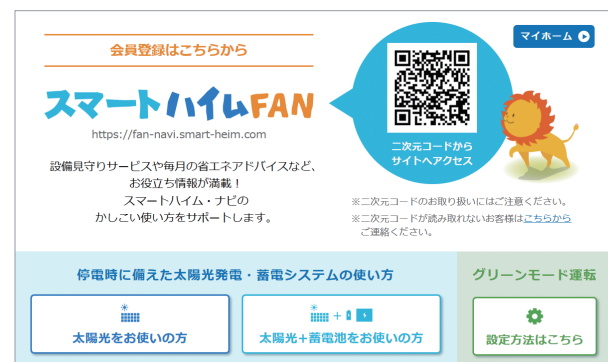 会員登録はこちらから
マイホーム
スマートハイムFAN
https://fan-navi.smart-heim.com
二次元コードから
サイトへアクセス
設備見守りサービスや毎月の省エネアドバイスなど、
お役立ち情報が満載！
スマートハイム・ナビの
かしこい使い方をサポートします。
※二次元コードのお取り扱いにはご注意ください。
※二次元コードが読み取れないお客様はこちらから
ご連絡ください。
停電時に備えた太陽光発電・蓄電システムの使い方
グリーンモード運転
太陽光をお使いの方
太陽光+蓄電池をお使いの方
設定方法はこちら